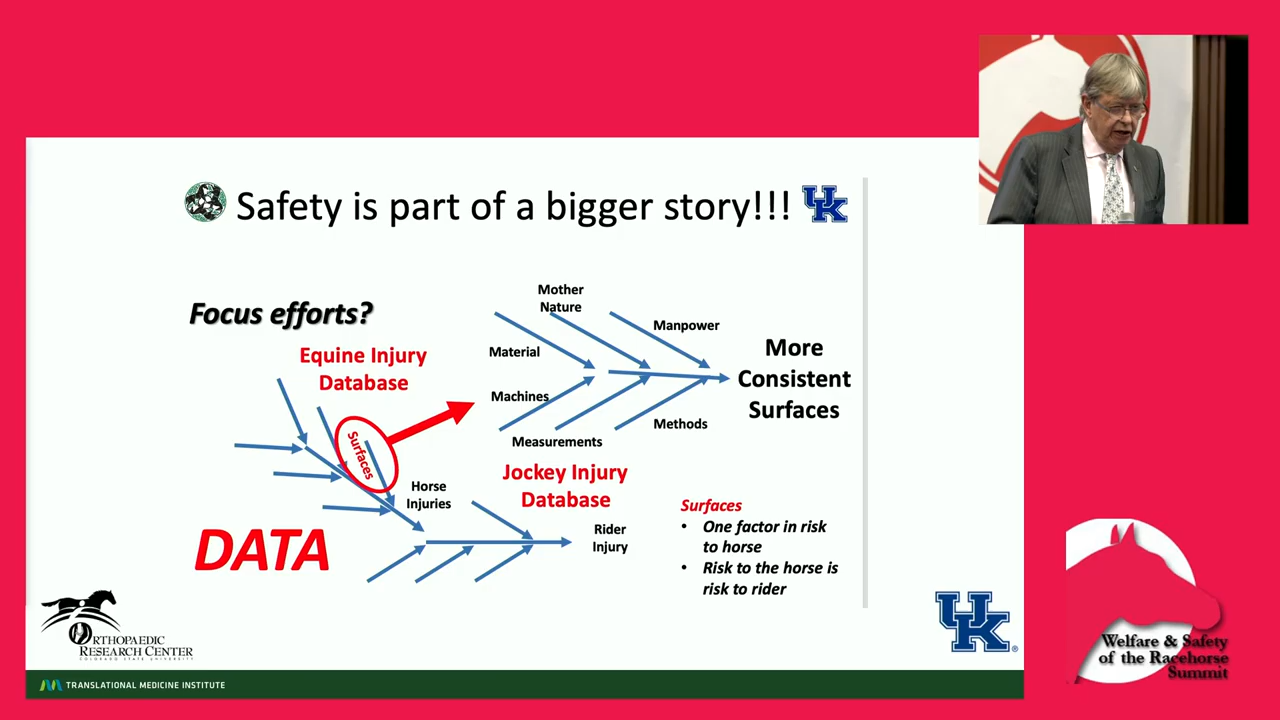 Safety is part of a bigger story!!!
UK
Focus efforts?
Equine Injury
Database
Surfaces
Mother
Nature
Manpower
Material
Machines
Measurements
Methods
More
Consistent
Surfaces
Horse
Injuries
Jockey Injury
Database
Rider
Injury
DATA
Surfaces
• One factor in risk
to horse
• Risk to the horse is
risk to rider
ORTHOPAEDIC
RESEARCH CENTER
COLORADO STATE UNIVERSITY
UK
®
TRANSLATIONAL MEDICINE INSTITUTE
Welfare & Safety
of the Racehorse
Summit